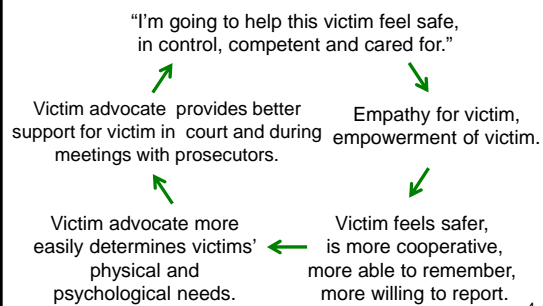 “I’m going to help this victim feel safe,
in control, competent and cared for.”
Empathy for victim,
empowerment of victim.
Victim feels safer,
is more cooperative,
more able to remember,
more willing to report.
Victim advocate more
easily determines victims’
physical and
psychological needs.
Victim advocate provides better
support for victim in court and during
meetings with prosecutors.